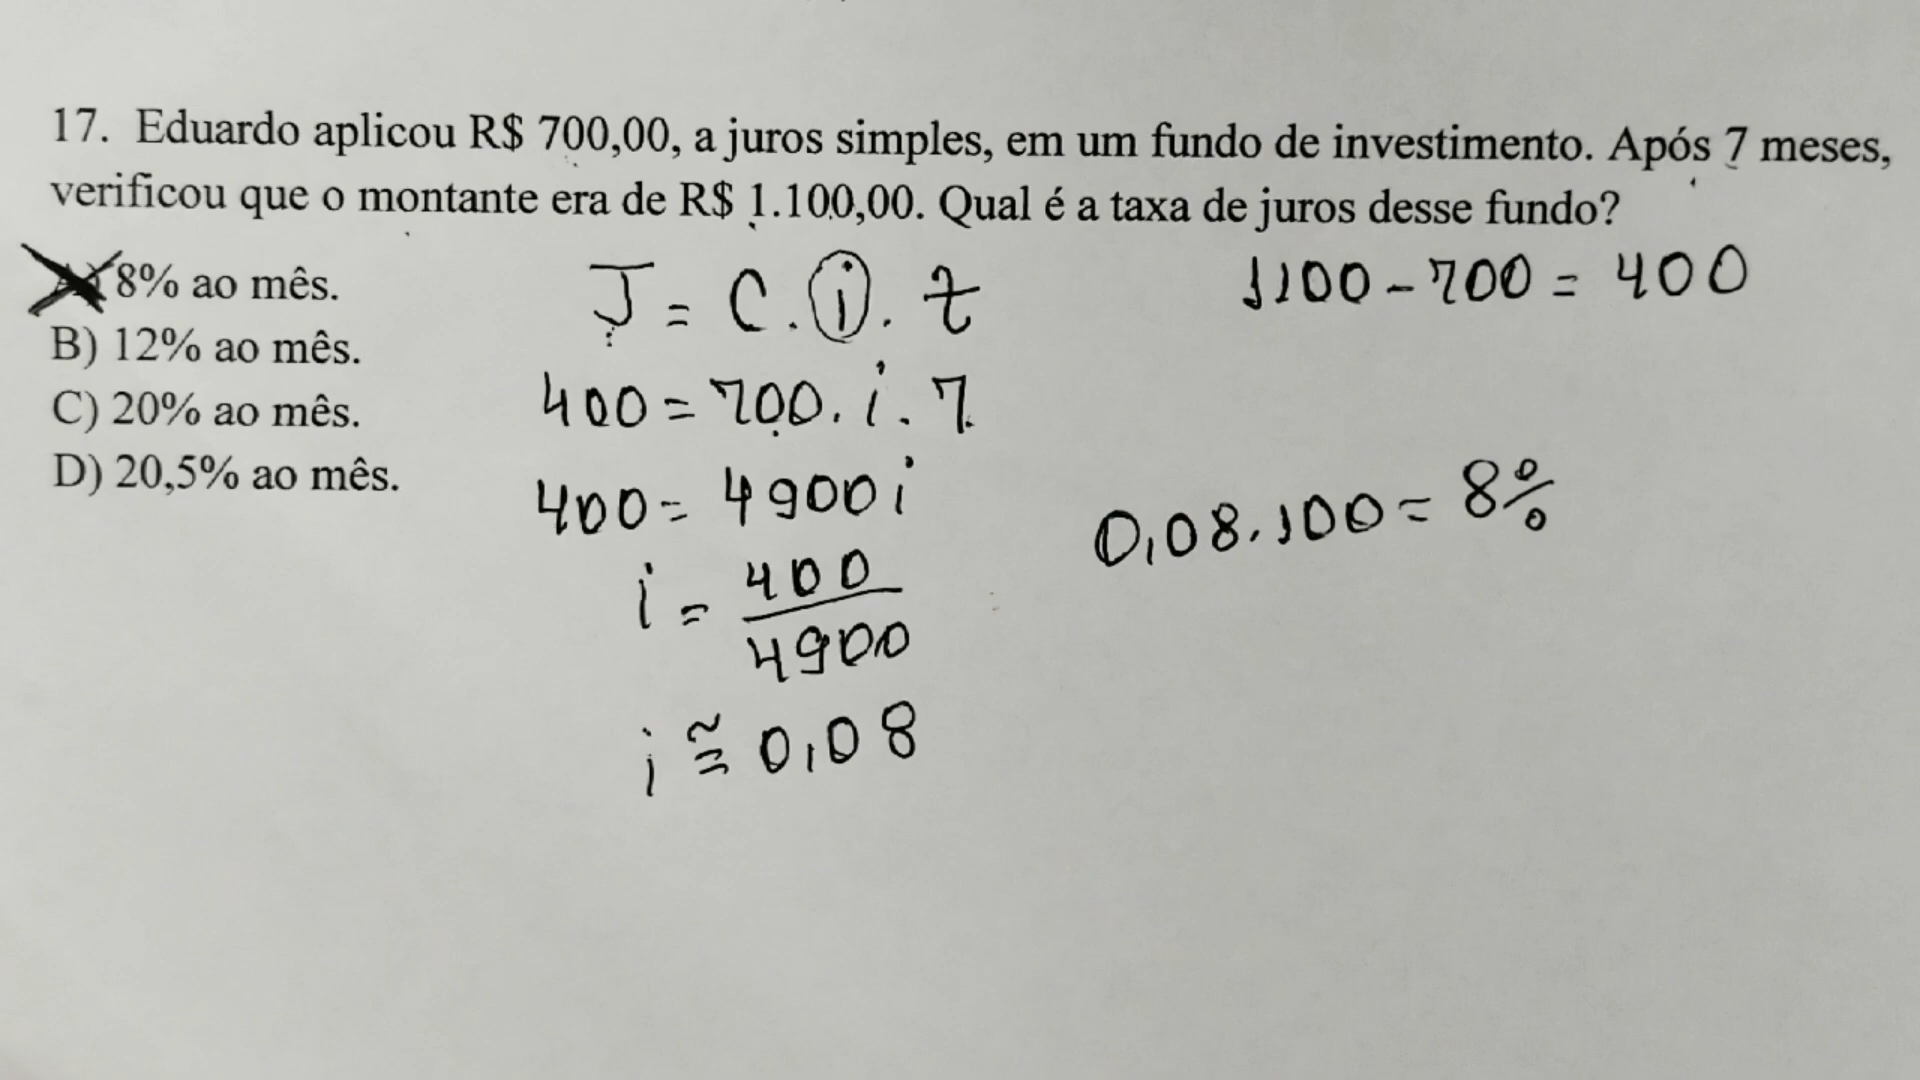 17. Eduardo aplicou R$ 700,00, a juros simples, em um fundo de investimento. Após 7 meses,
verificou que o montante era de R$ 1.100,00. Qual é a taxa de juros desse fundo?
A) 8% ao mês.
B) 12% ao mês.
C) 20% ao mês.
D) 20,5% ao mês.
J = C . i . t
400 = 700 . i . 7
400 = 4900 i
i = 400
4900
i ≅ 0,08
1100 - 700 = 400
0,08 . 100 = 8%